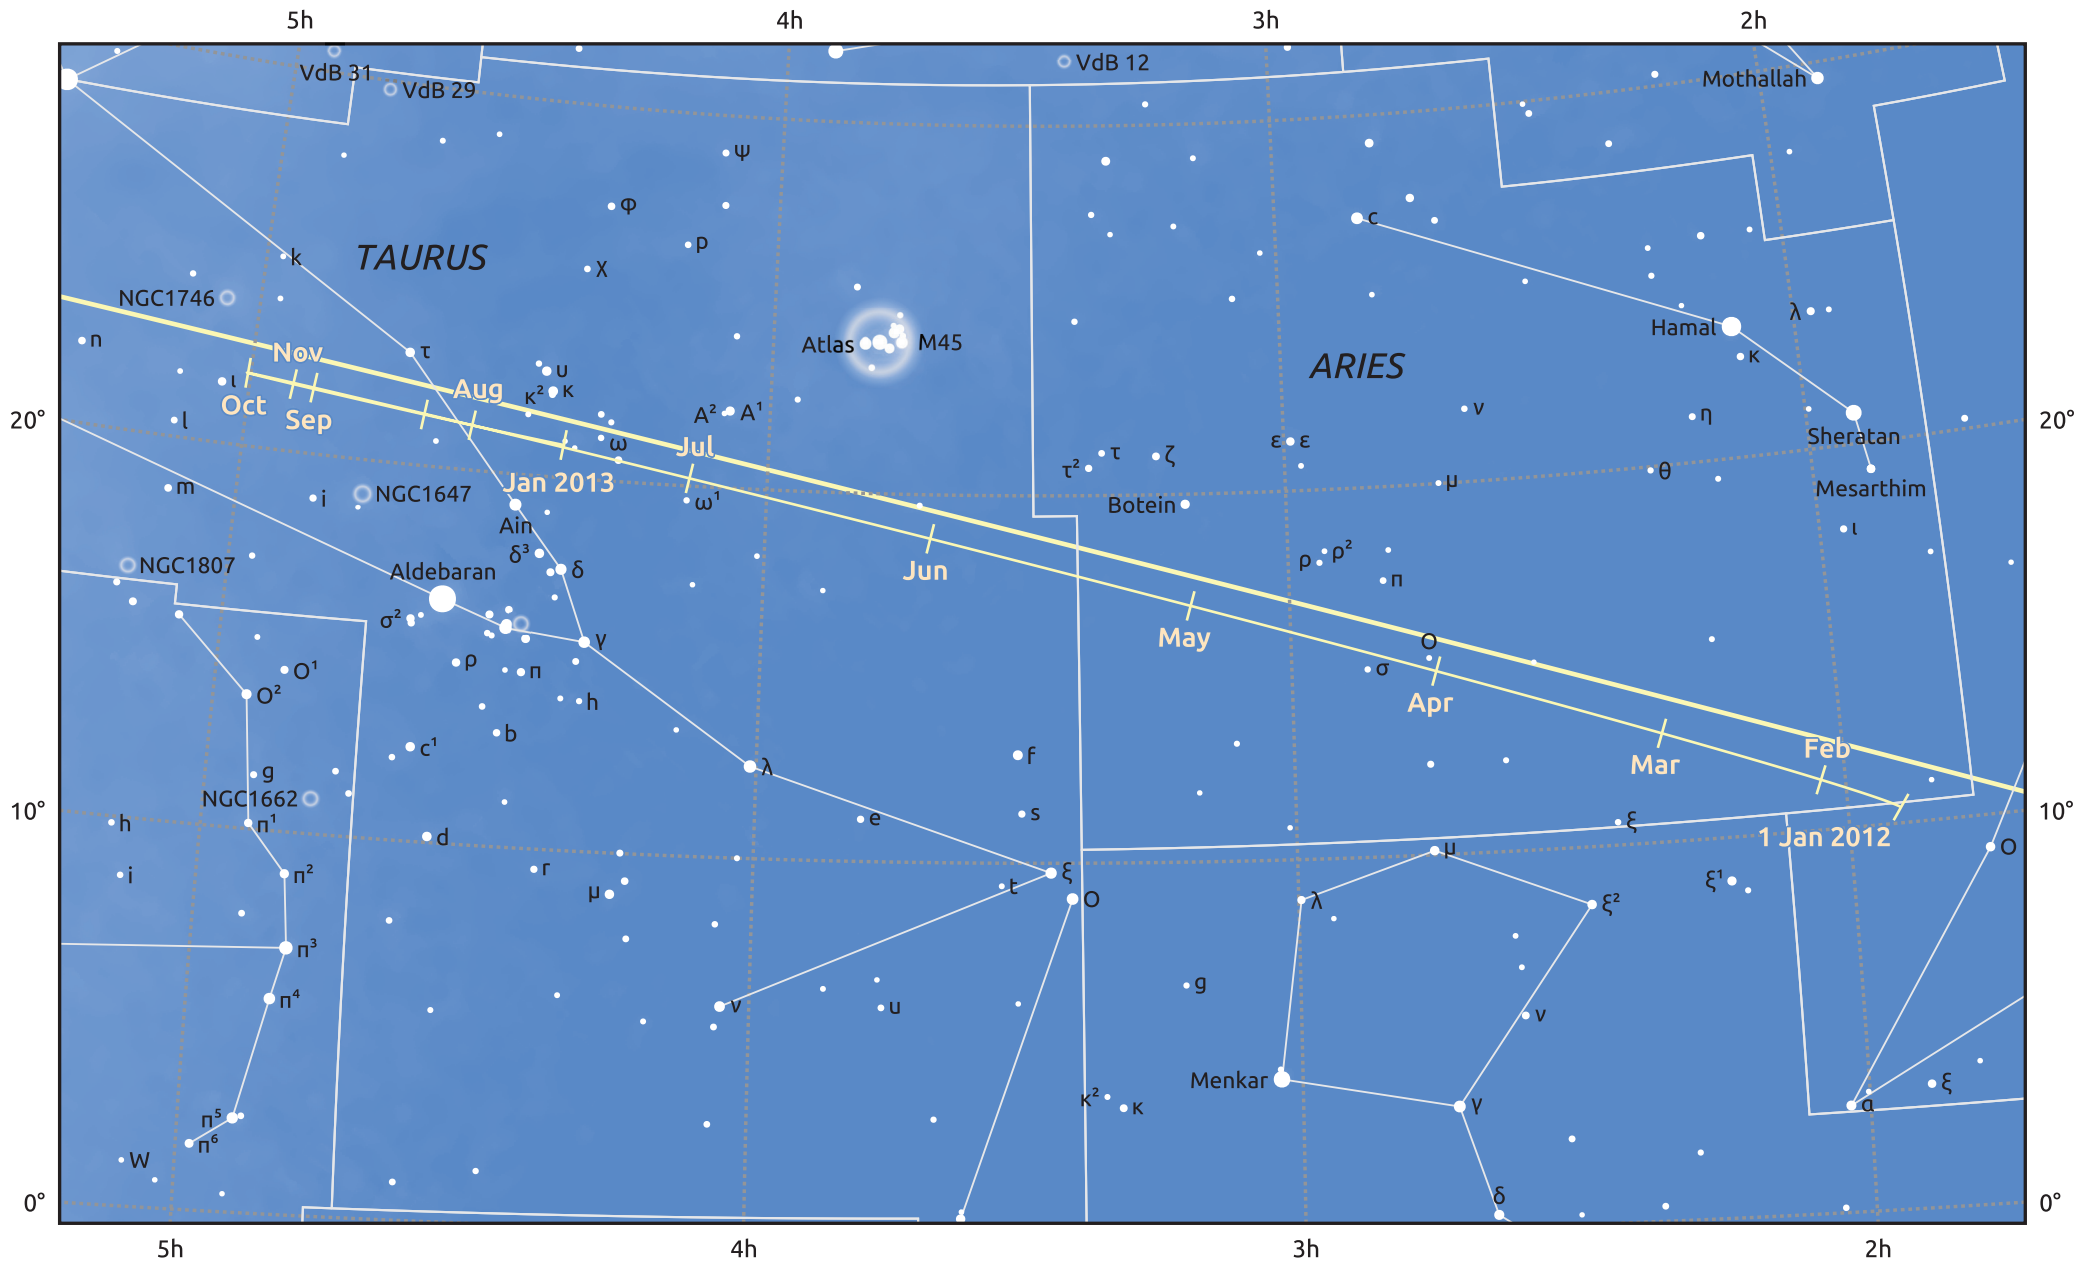 5h 4h 3h 2h
VdB 31
VdB 29
VdB 12
Mothallah
ψ
φ
ρ
χ
k
TAURUS
c
NGC1746
λ
Hamal
κ
n
Nov
τ
Atlas
M45
ARIES
ι
Aug
υ
κ² κ
Oct
Sep
A² A¹
ν
η
20°
l
ω
Jul
τ
τ²
ζ
ε ε
Sheratan
20°
m
i
NGC1647
Jan 2013
ω¹
Botein
μ
θ
Mesarthim
Ain
ι
NGC1807
Aldebaran
δ³
δ
Jun
ρ
ρ²
π
σ²
γ
May
O
O¹
O²
ρ
π
h
σ
Apr
c¹
b
λ
f
Mar
Feb
g
NGC1662
10°
h
π¹
d
e
s
ξ
1 Jan 2012
10°
i
π²
r
μ
t
ξ
O
μ
λ
ξ²
ξ¹
O
π³
π⁴
ν
u
g
ν
π⁵
π⁶
W
κ² κ
Menkar
γ
α
ξ
0°
δ
0°
5h 4h 3h 2h